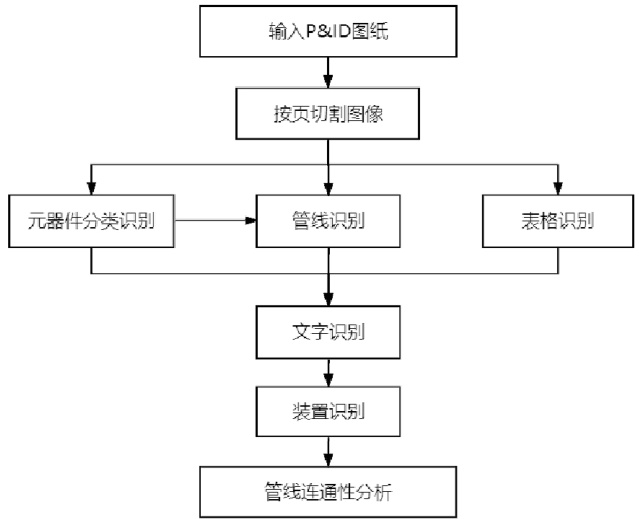 输入P&ID图纸
按页切割图像
元器件分类识别
管线识别
表格识别
文字识别
装置识别
管线连通性分析